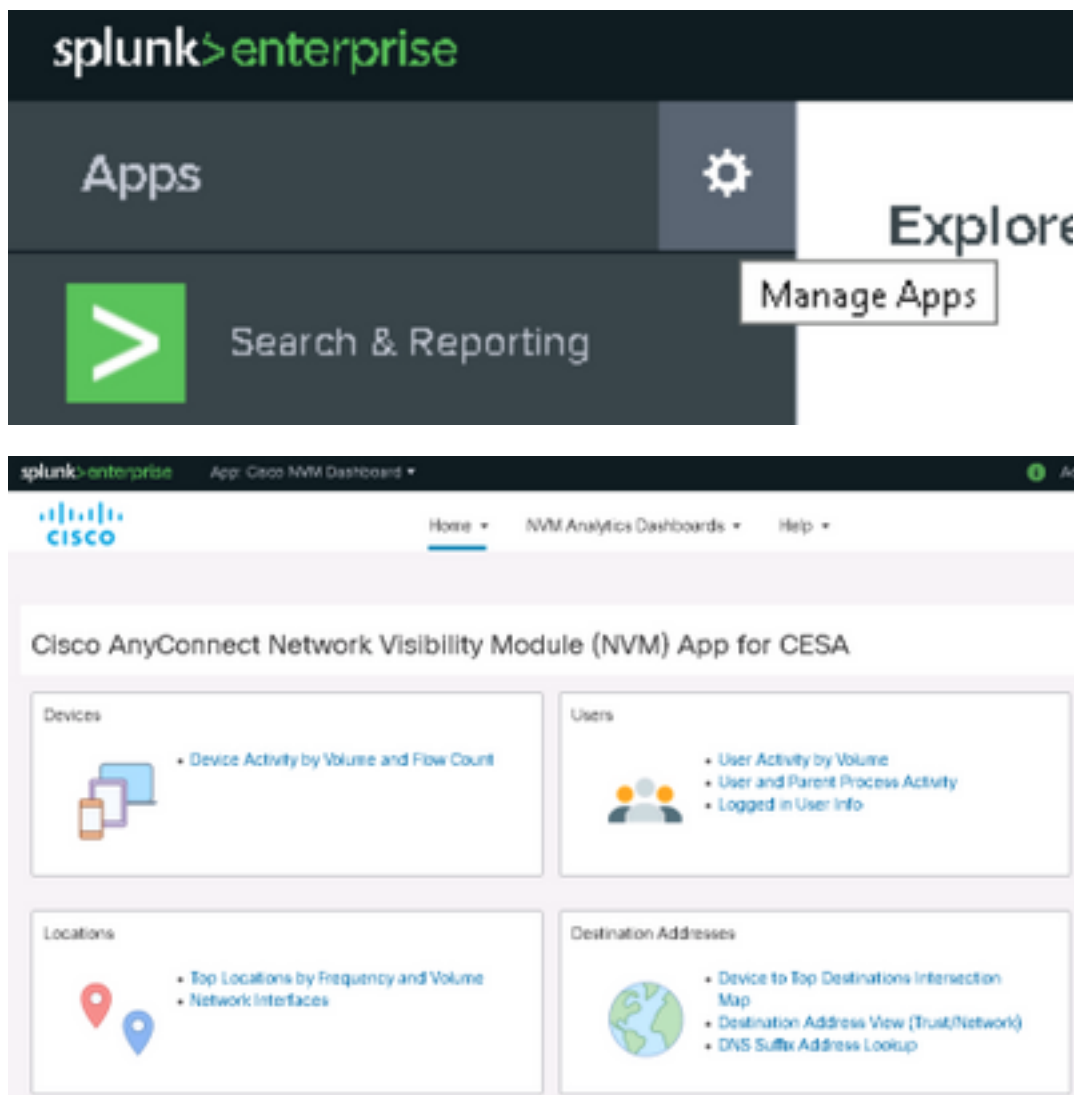 splunk>enterprise
Apps
Explore
Manage Apps
> Search & Reporting
splunk>enterprise App: Cisco NVM Dashboard
CISCO Home NVM Analytics Dashboards Help
Cisco AnyConnect Network Visibility Module (NVM) App for CESA
Devices
• Device Activity by Volume and Flow Count
Users
• User Activity by Volume
• User and Parent Process Activity
• Logged in User Info
Locations
• Top Locations by Frequency and Volume
• Network Interfaces
Destination Addresses
• Device to Top Destinations Intersection
Map
• Destination Address View (Trust/Network)
• DNS Suffix Address Lookup